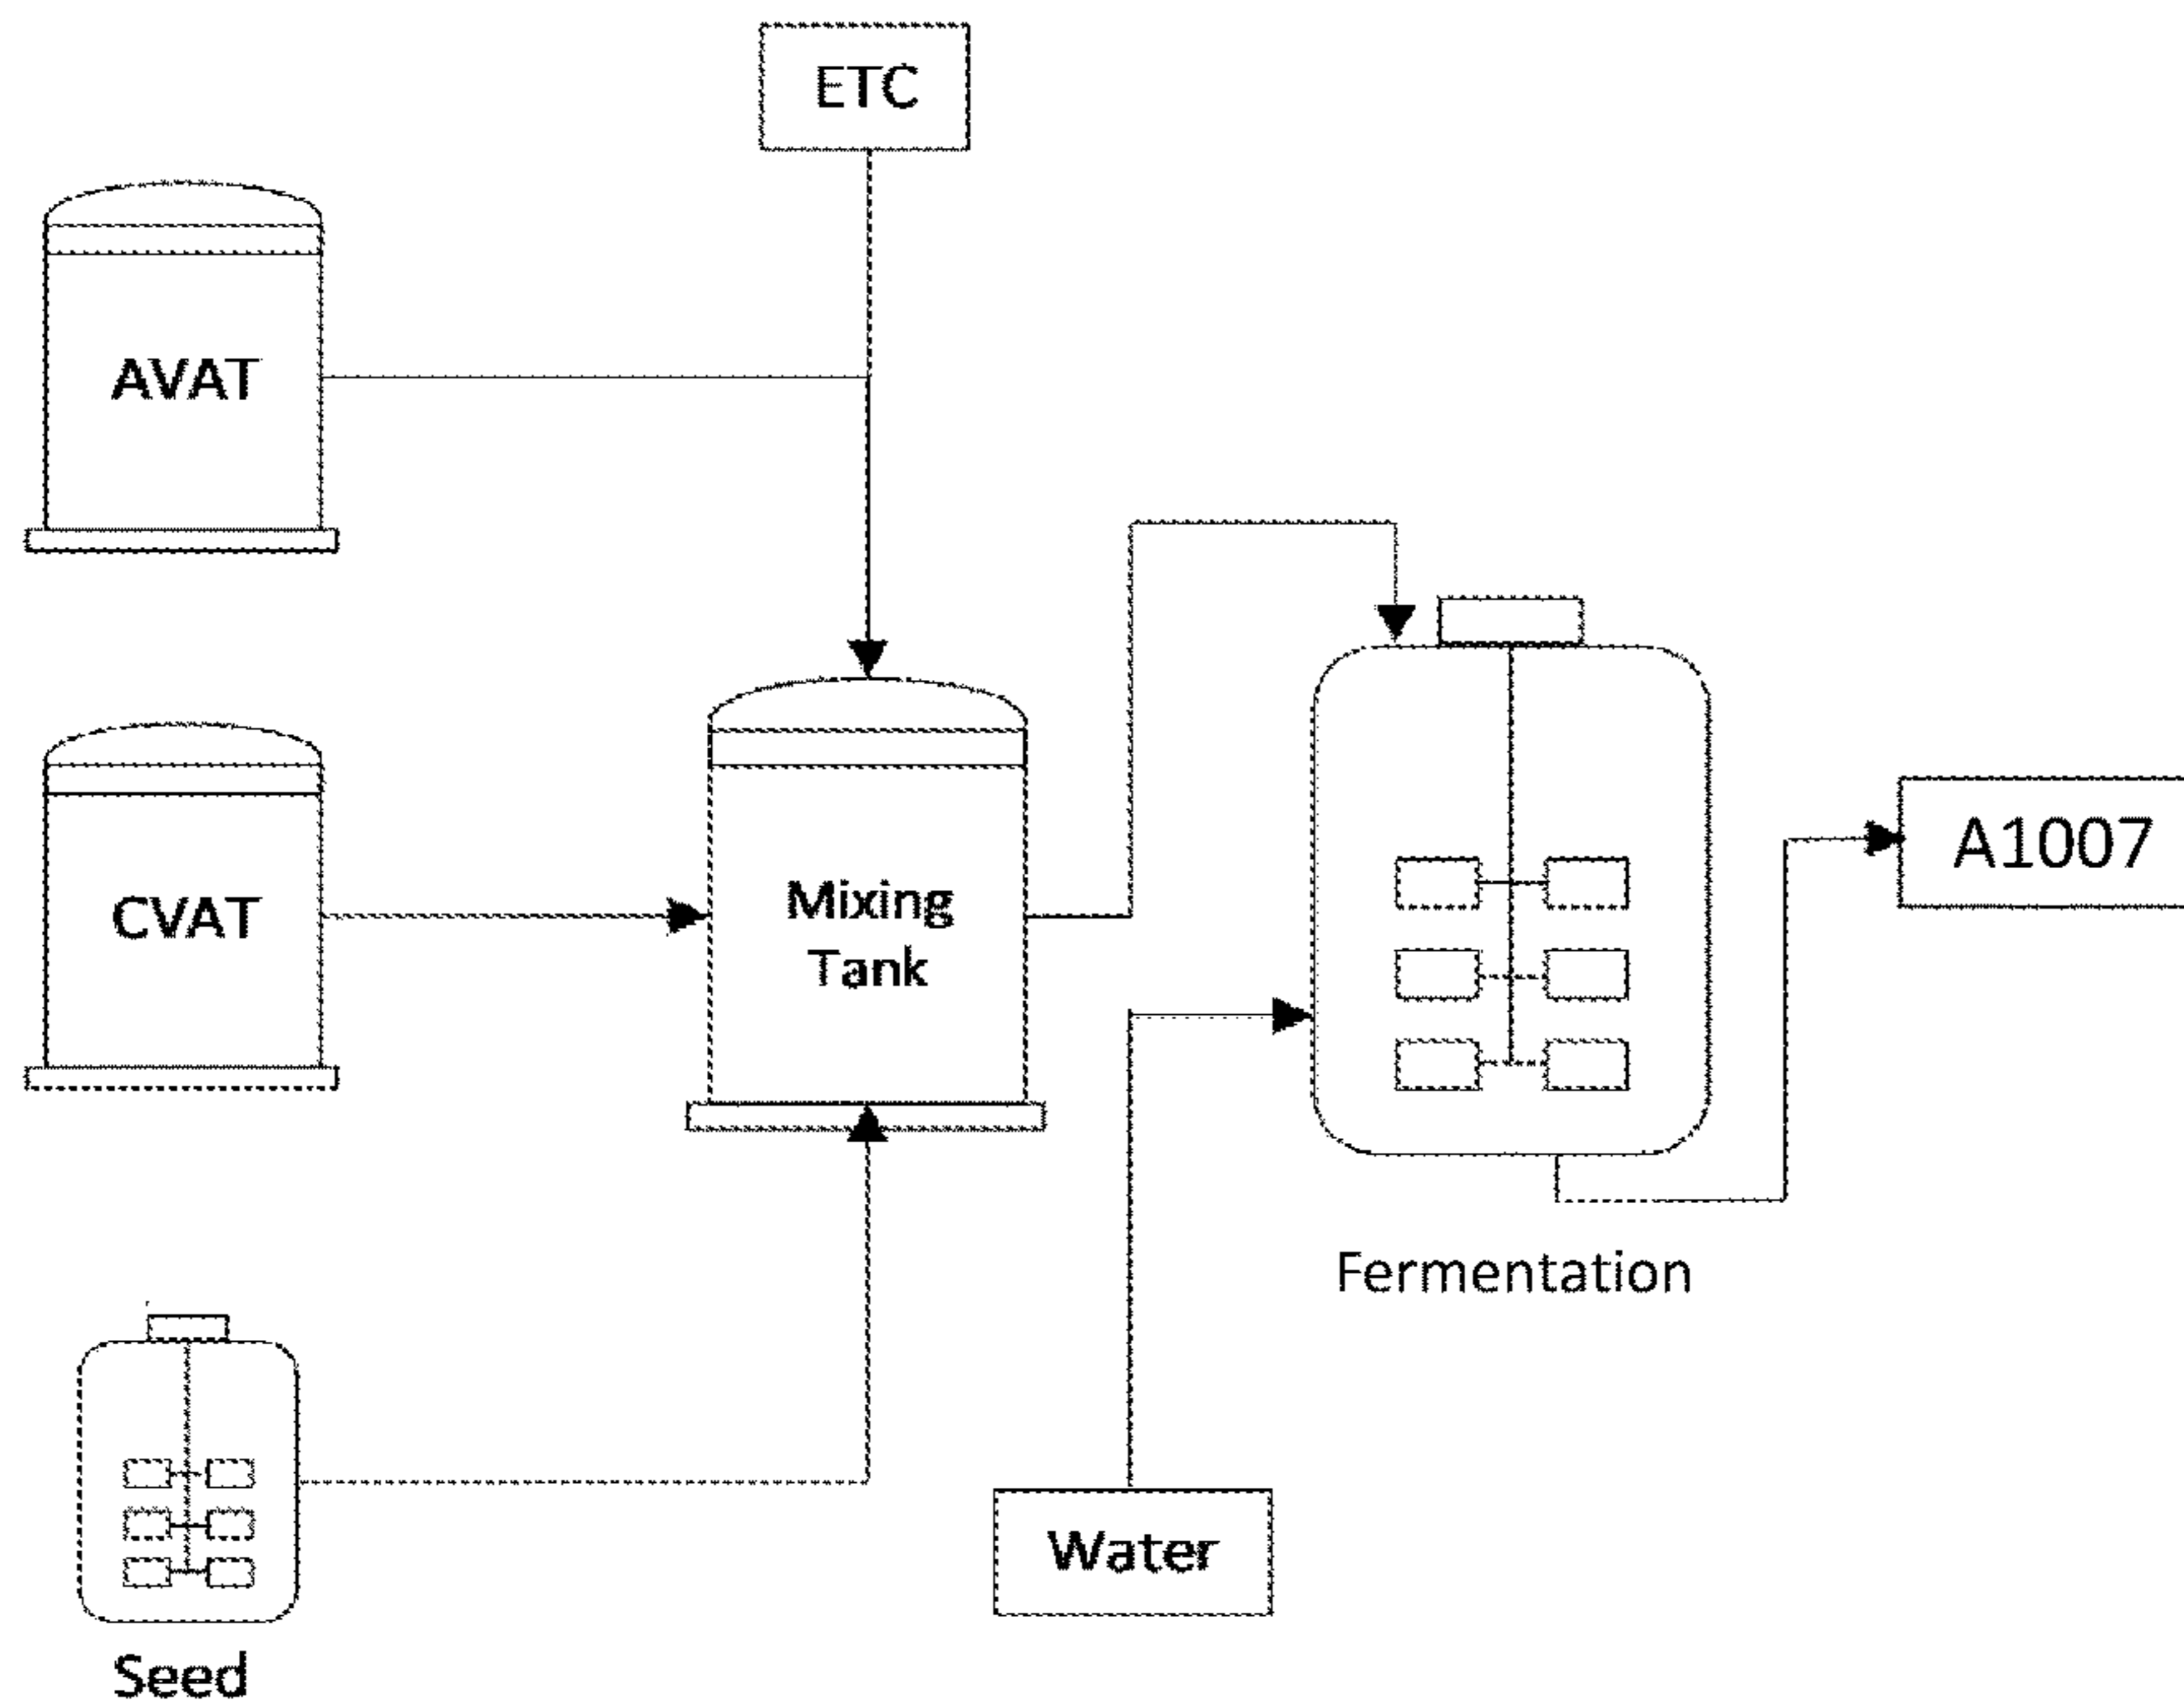 ETC
AVAT
CVAT
Mixing
Tank
A1007
Fermentation
Water
Seed